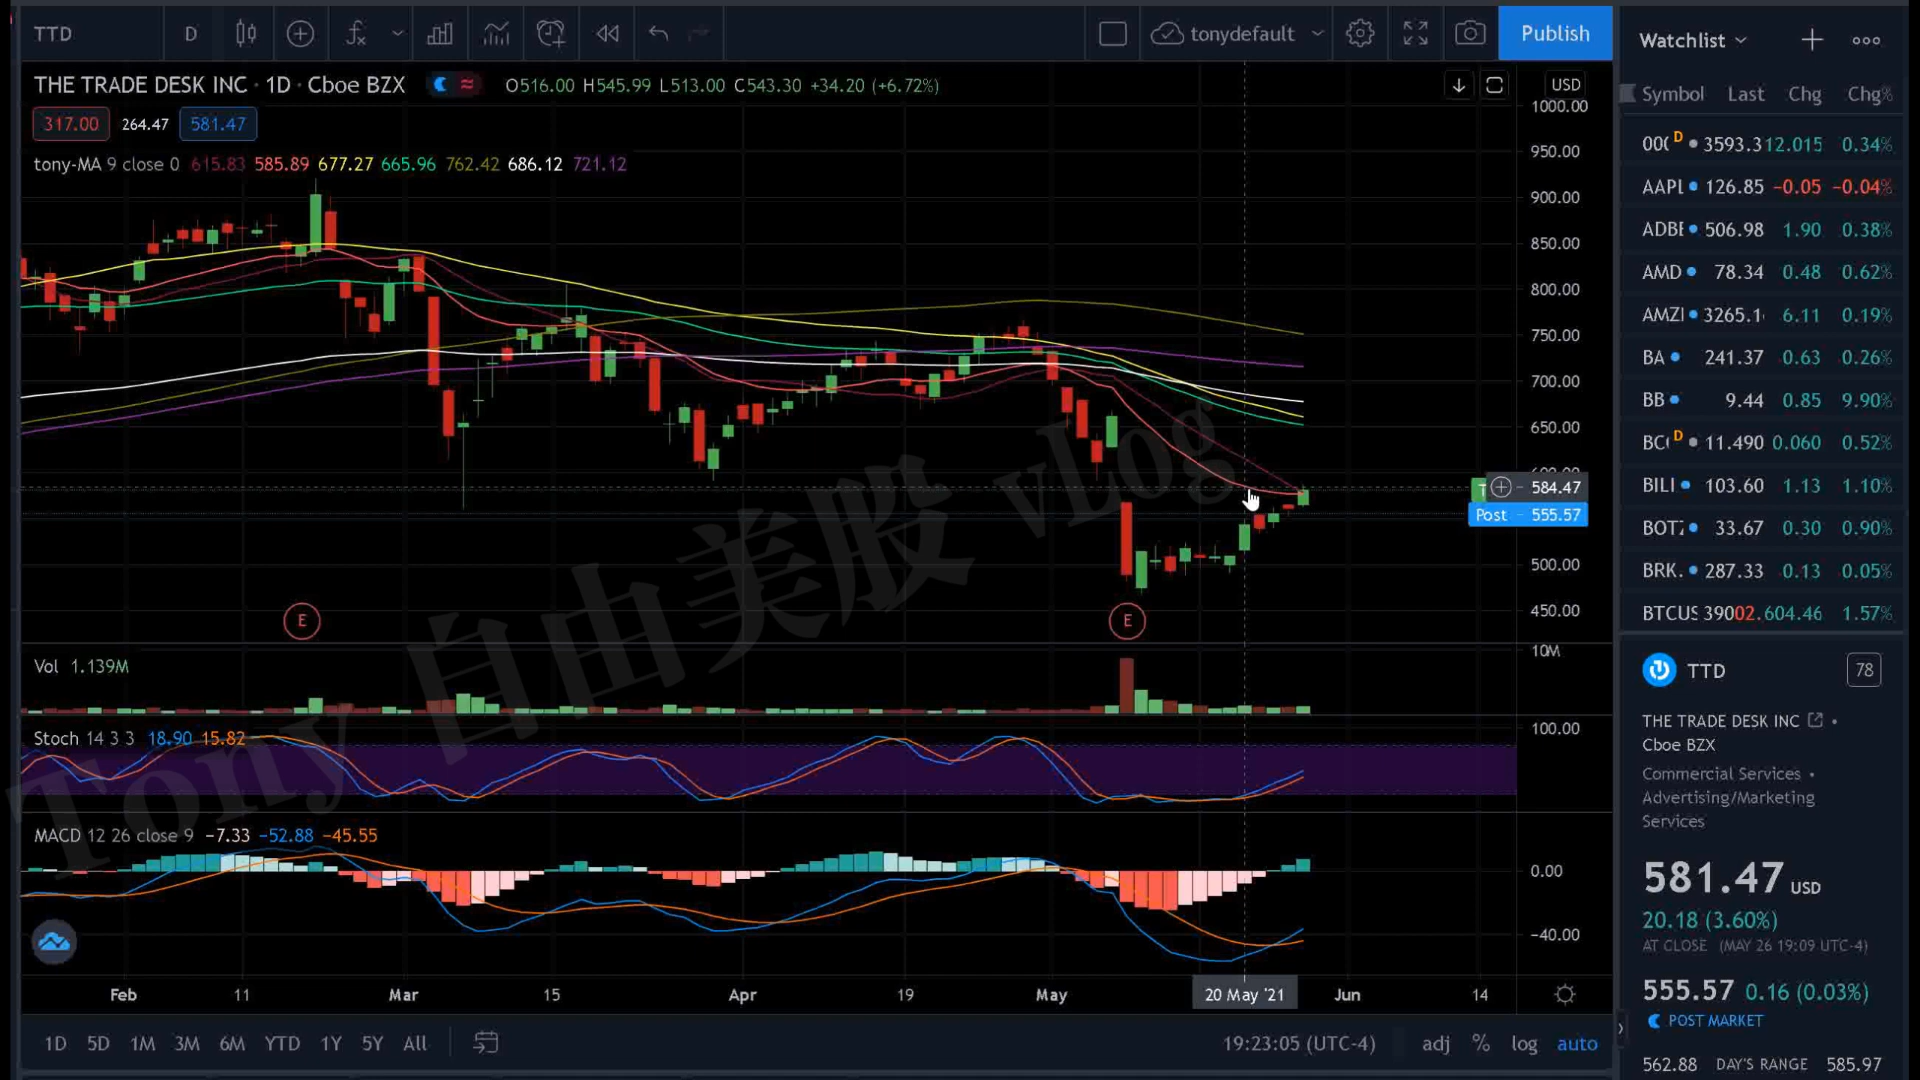 TTD D tonydefault Publish
THE TRADE DESK INC · 1D · Cboe BZX O516.00 H545.99 L513.00 C543.30 +34.20 (+6.72%)
317.00 264.47 581.47
tony-MA 9 close 0 615.83 585.89 677.27 665.96 762.42 686.12 721.12
USD
1000.00
950.00
900.00
850.00
800.00
750.00
700.00
650.00
584.47
Post 555.57
500.00
450.00
E
E
Vol 1.139M
10M
Stoch 14 3 3 18.90 15.82
100.00
MACD 12 26 close 9 −7.33 −52.88 −45.55
0.00
−40.00
Tony 自由美股 vLog
Feb 11 Mar 15 Apr 19 May 20 May '21 Jun 14
1D 5D 1M 3M 6M YTD 1Y 5Y All
19:23:05 (UTC-4) adj % log auto
Watchlist
Symbol Last Chg Chg%
D 3593.3 12.015 0.34%
AAPL 126.85 −0.05 −0.04%
ADBE 506.98 1.90 0.38%
AMD 78.34 0.48 0.62%
AMZ 3265.1 6.11 0.19%
BA 241.37 0.63 0.26%
BB 9.44 0.85 9.90%
BC D 11.490 0.060 0.52%
BILI 103.60 1.13 1.10%
BOTZ 33.67 0.30 0.90%
BRK. 287.33 0.13 0.05%
BTCUS 39002. 604.46 1.57%
TTD 78
THE TRADE DESK INC •
Cboe BZX
Commercial Services •
Advertising/Marketing
Services
581.47 USD
20.18 (3.60%)
AT CLOSE (MAY 26 19:09 UTC-4)
555.57 0.16 (0.03%)
POST MARKET
562.88 DAY'S RANGE 585.97